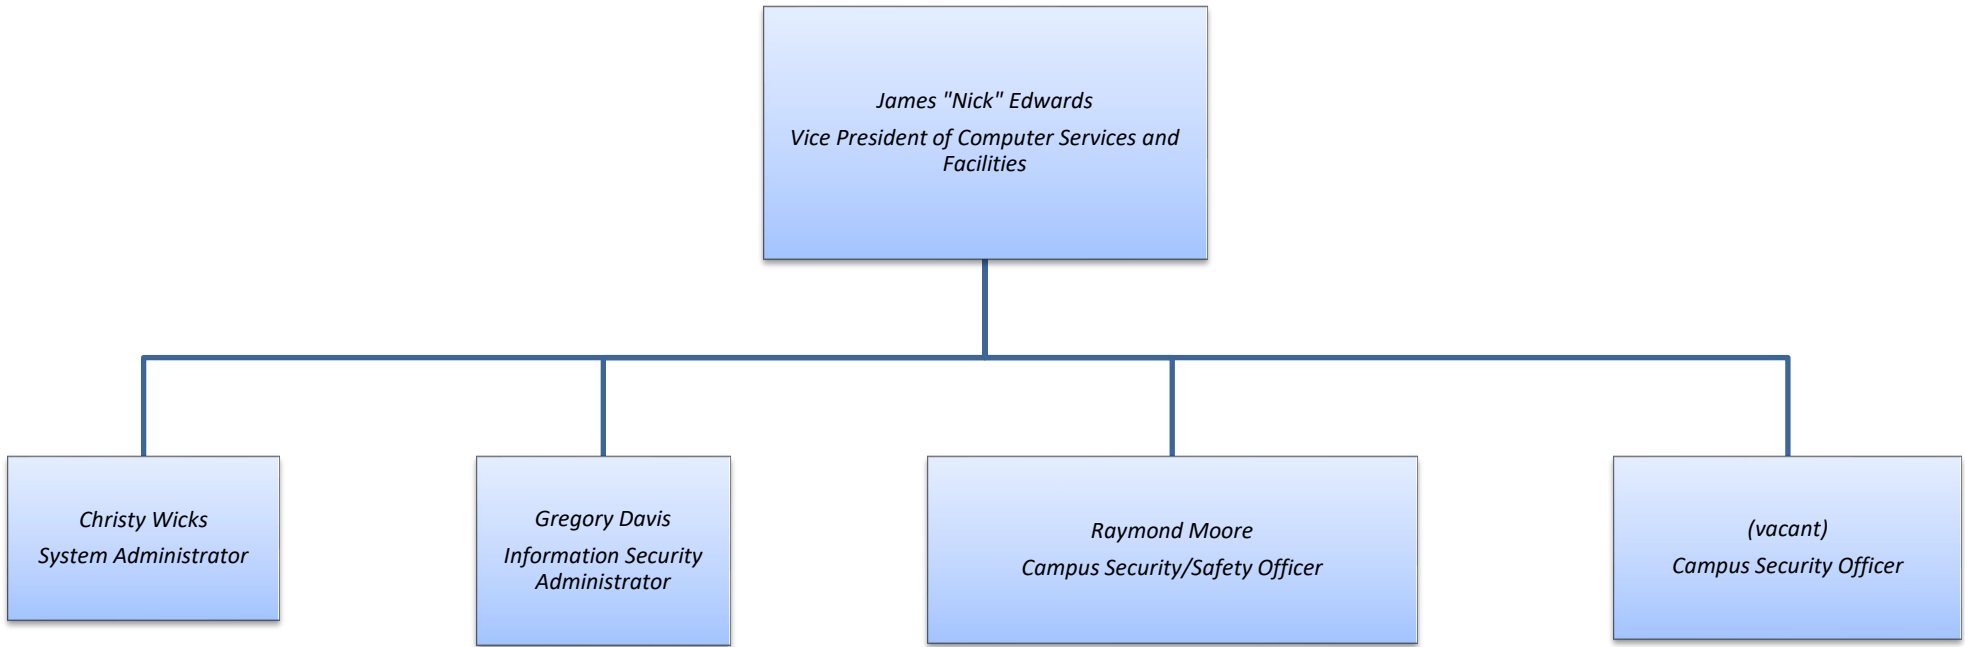 James "Nick" Edwards
Vice President of Computer Services and
Facilities
Christy Wicks
System Administrator
Gregory Davis
Information Security
Administrator
Raymond Moore
Campus Security/Safety Officer
(vacant)
Campus Security Officer